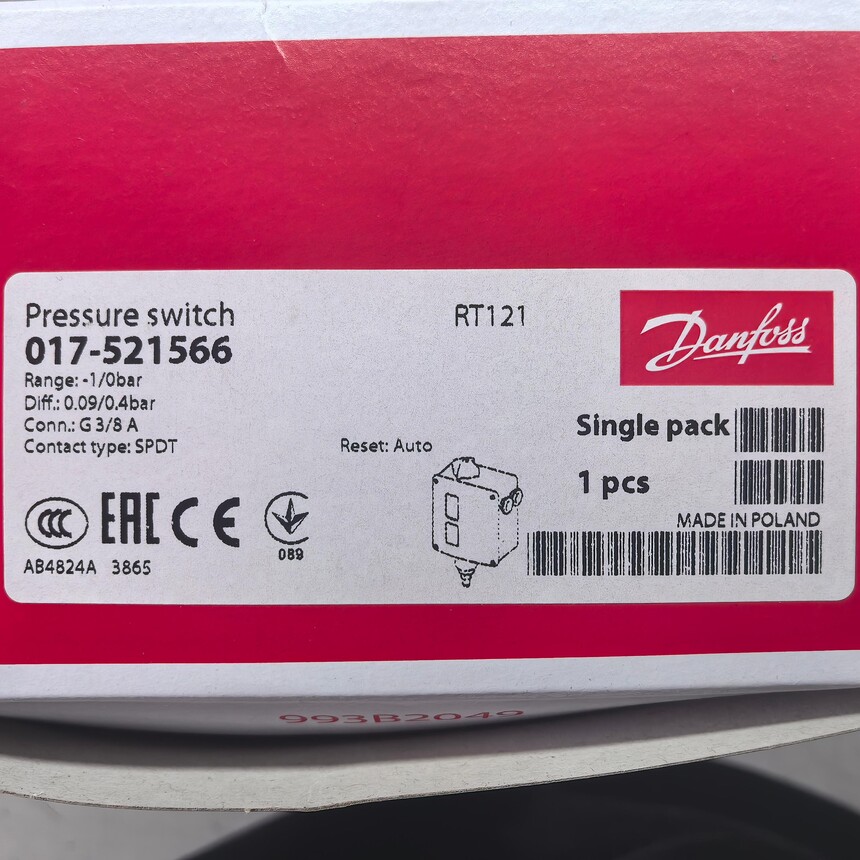 Pressure switch
RT121
017-521566
Range: -1/0bar
Diff.: 0.09/0.4bar
Conn.: G 3/8 A
Contact type: SPDT
Reset: Auto
Danfoss
Single pack
1 pcs
MADE IN POLAND
CCC
EAC
CE
089
AB4824A 3865
993B2049